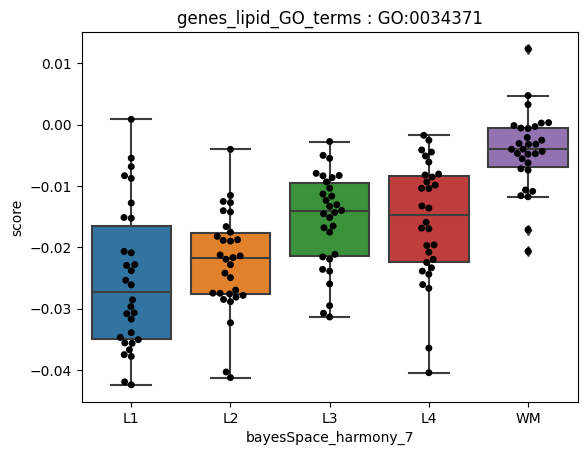 genes_lipid_GO_terms : GO:0034371
0.01
0.00
−0.01
−0.02
−0.03
−0.04
score
L1 L2 L3 L4 WM
bayesSpace_harmony_7